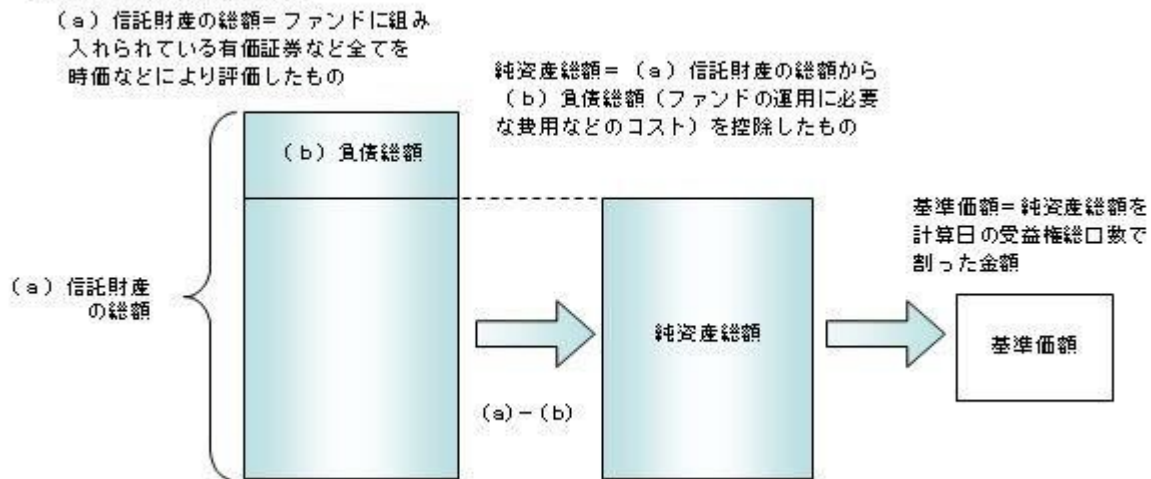 (a)信託財産の総額=ファンドに組み
入れられている有価証券など全てを
時価などにより評価したもの
純資産総額=(a)信託財産の総額から
(b)負債総額(ファンドの運用に必要
な費用などのコスト)を控除したもの
(b)負債総額
基準価額=純資産総額を
計算日の受益権総口数で
割った金額
(a)信託財産
の総額
純資産総額
基準価額
(a)-(b)